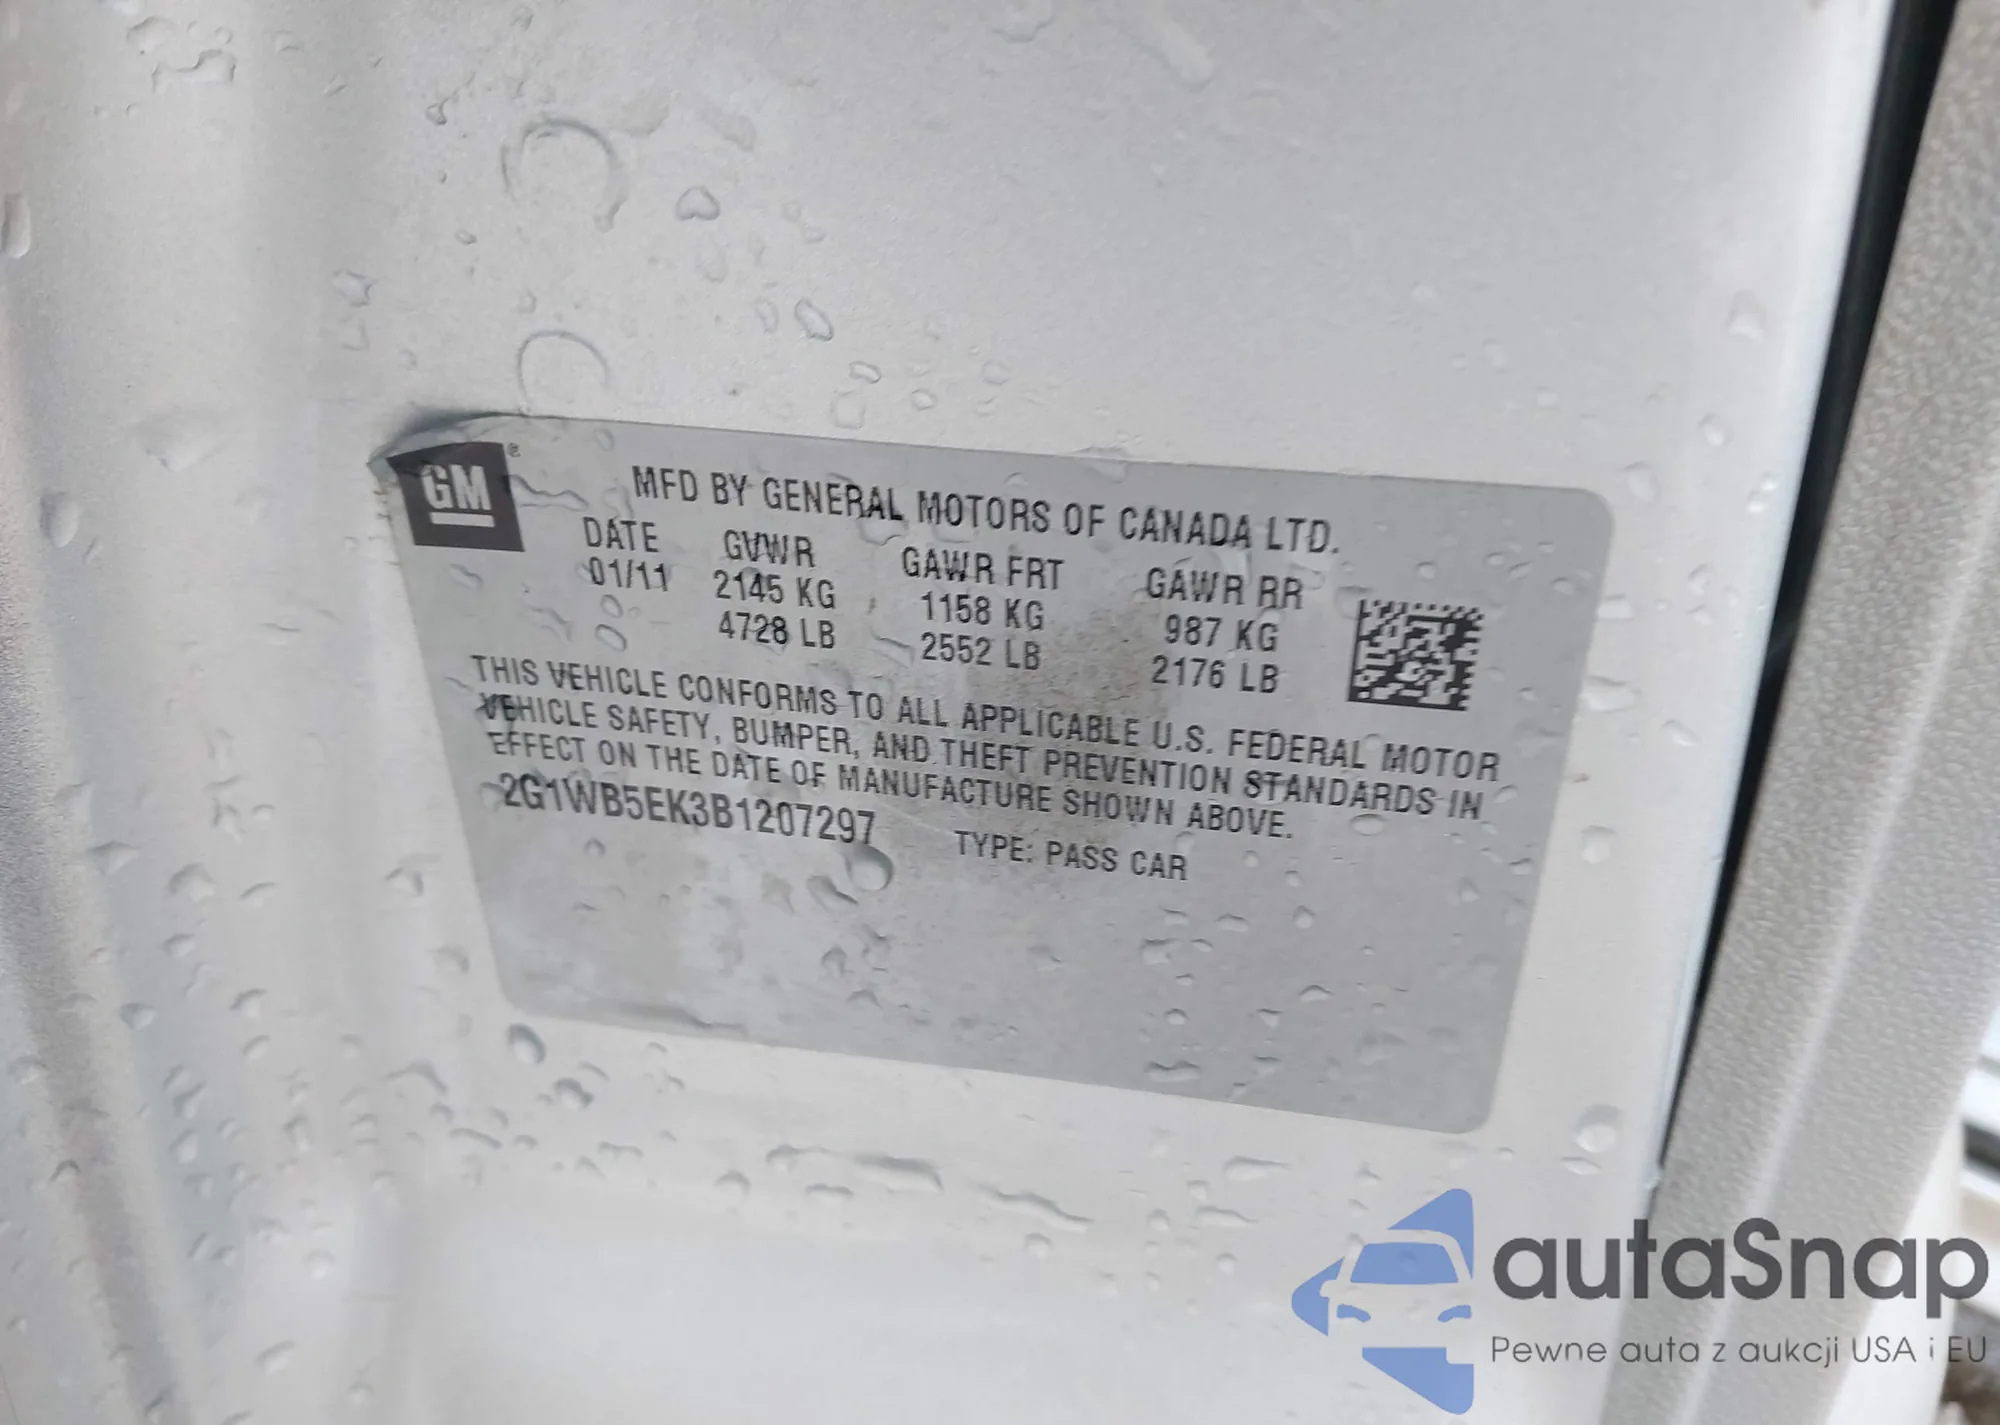 GM
MFD BY GENERAL MOTORS OF CANADA LTD.
DATE GVWR GAWR FRT GAWR RR
01/11 2145 KG 1158 KG 987 KG
4728 LB 2552 LB 2176 LB
THIS VEHICLE CONFORMS TO ALL APPLICABLE U.S. FEDERAL MOTOR
VEHICLE SAFETY, BUMPER, AND THEFT PREVENTION STANDARDS IN
EFFECT ON THE DATE OF MANUFACTURE SHOWN ABOVE.
2G1WB5EK3B1207297 TYPE: PASS CAR
autaSnap
Pewne auta z aukcji USA i EU